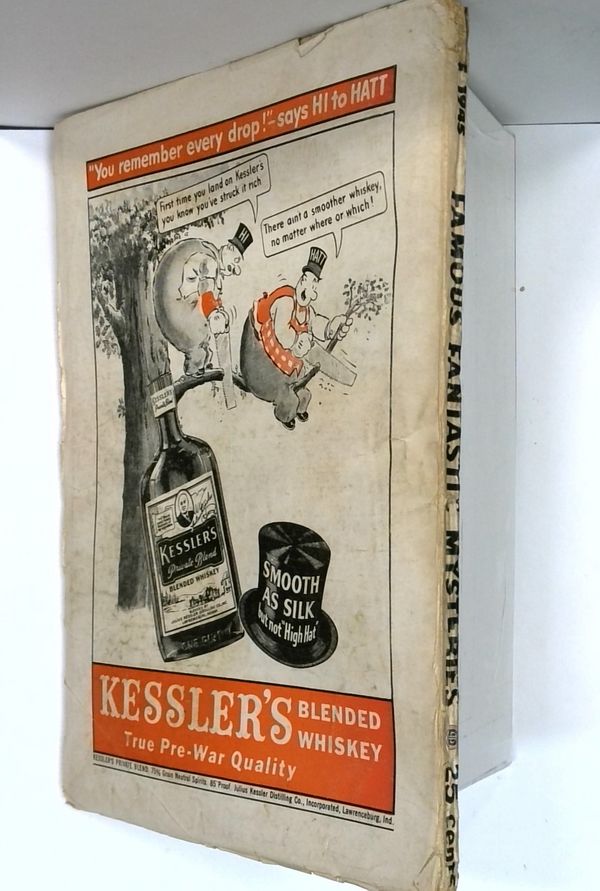 "You remember every drop!"-says HI to HATT
First time you land on Kessler's
you know you've struck it rich
There aint a smoother whiskey,
no matter where or which!
HI
HATT
KESSLER'S
KESSLER'S
Private Blend
BLENDED WHISKEY
SMOOTH
AS SILK
but not "High Hat"
KESSLER'S BLENDED
WHISKEY
True Pre-War Quality
KESSLER'S PRIVATE BLEND. 75% Grain Neutral Spirits. 85 Proof. Julius Kessler Distilling Co., Incorporated, Lawrenceburg, Ind.
1945 FAMOUS FANTASTIC MYSTERIES 25 cents